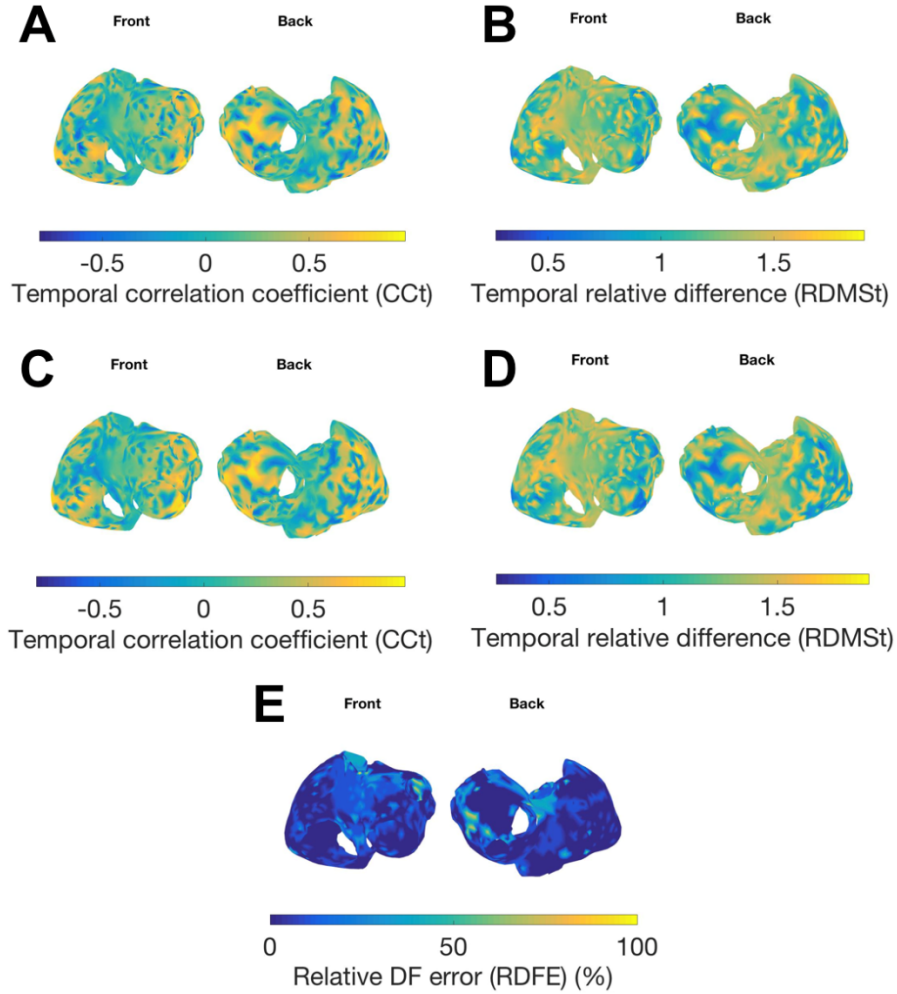 A
Front
Back
B
Front
Back
-0.5 0 0.5
Temporal correlation coefficient (CCt)
0.5 1 1.5
Temporal relative difference (RDMSt)
C
Front
Back
D
Front
Back
-0.5 0 0.5
Temporal correlation coefficient (CCt)
0.5 1 1.5
Temporal relative difference (RDMSt)
E
Front
Back
0 50 100
Relative DF error (RDFE) (%)